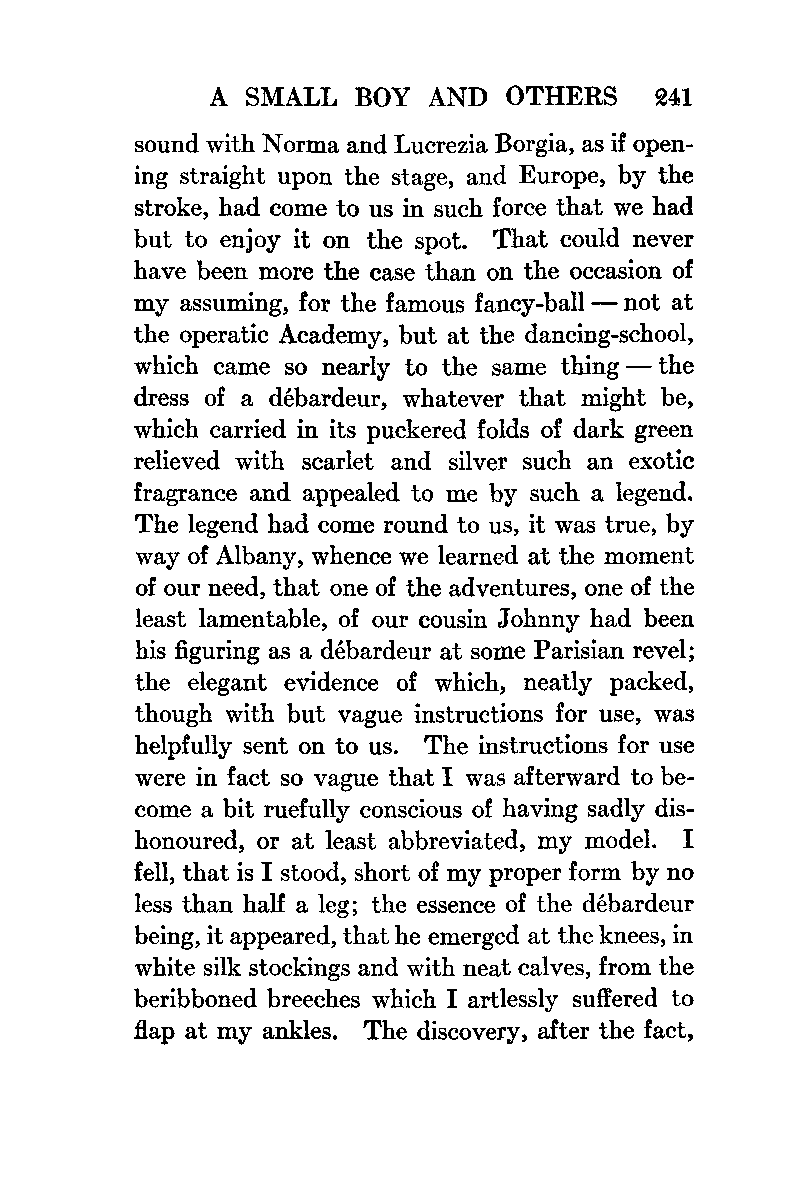 A SMALL BOY AND OTHERS 241
sound with Norma and Lucrezia Borgia, as if open-
ing straight upon the stage, and Europe, by the
stroke, had come to us in such force that we had
but to enjoy it on the spot. That could never
have been more the case than on the occasion of
my assuming, for the famous fancy-ball — not at
the operatic Academy, but at the dancing-school,
which came so nearly to the same thing — the
dress of a débardeur, whatever that might be,
which carried in its puckered folds of dark green
relieved with scarlet and silver such an exotic
fragrance and appealed to me by such a legend.
The legend had come round to us, it was true, by
way of Albany, whence we learned at the moment
of our need, that one of the adventures, one of the
least lamentable, of our cousin Johnny had been
his figuring as a débardeur at some Parisian revel;
the elegant evidence of which, neatly packed,
though with but vague instructions for use, was
helpfully sent on to us. The instructions for use
were in fact so vague that I was afterward to be-
come a bit ruefully conscious of having sadly dis-
honoured, or at least abbreviated, my model. I
fell, that is I stood, short of my proper form by no
less than half a leg; the essence of the débardeur
being, it appeared, that he emerged at the knees, in
white silk stockings and with neat calves, from the
beribboned breeches which I artlessly suffered to
flap at my ankles. The discovery, after the fact,